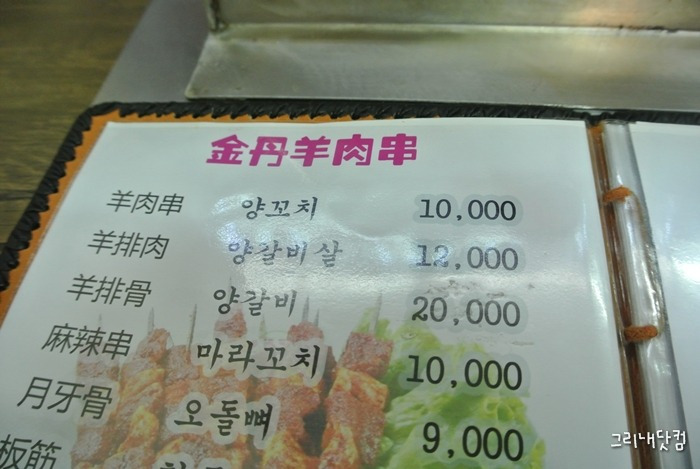 金丹羊肉串
羊肉串 양꼬치 10,000
羊排肉 양갈비살 12,000
羊排骨 양갈비 20,000
麻辣串 마라꼬치 10,000
月牙骨 오돌뼈 9,000
板筋
그리내닷컴